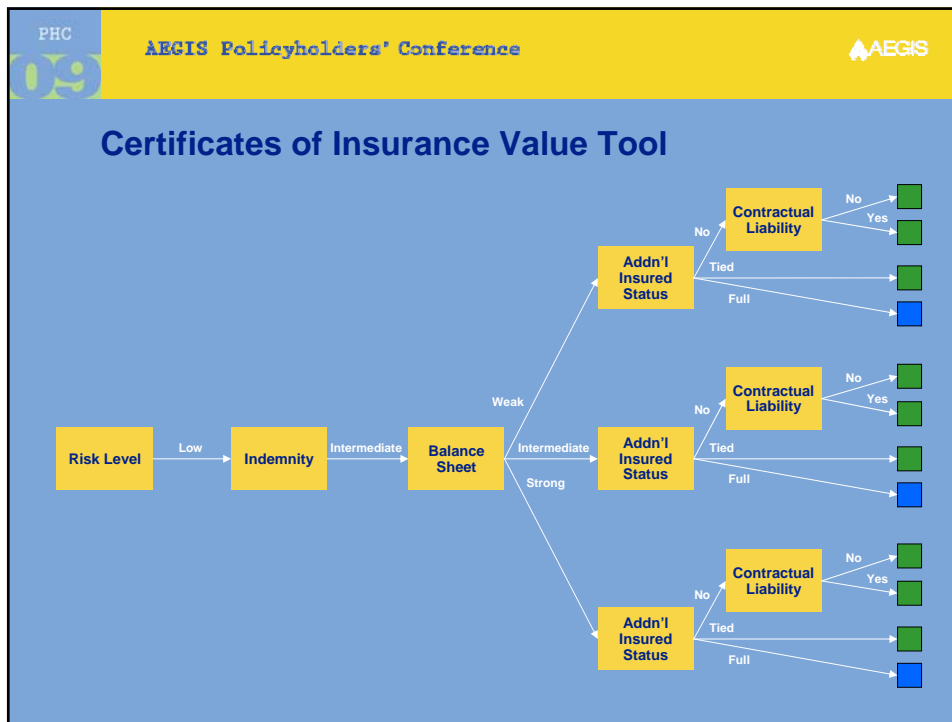 PHC
09
AEGIS Policyholders' Conference
AEGIS
Certificates of Insurance Value Tool
No
Yes
Contractual
Liability
No
Addn'l
Insured
Status
Tied
Full
Weak
No
Yes
Contractual
Liability
No
Risk Level
Low
Indemnity
Intermediate
Balance
Sheet
Intermediate
Addn'l
Insured
Status
Tied
Full
Strong
No
Yes
Contractual
Liability
No
Addn'l
Insured
Status
Tied
Full